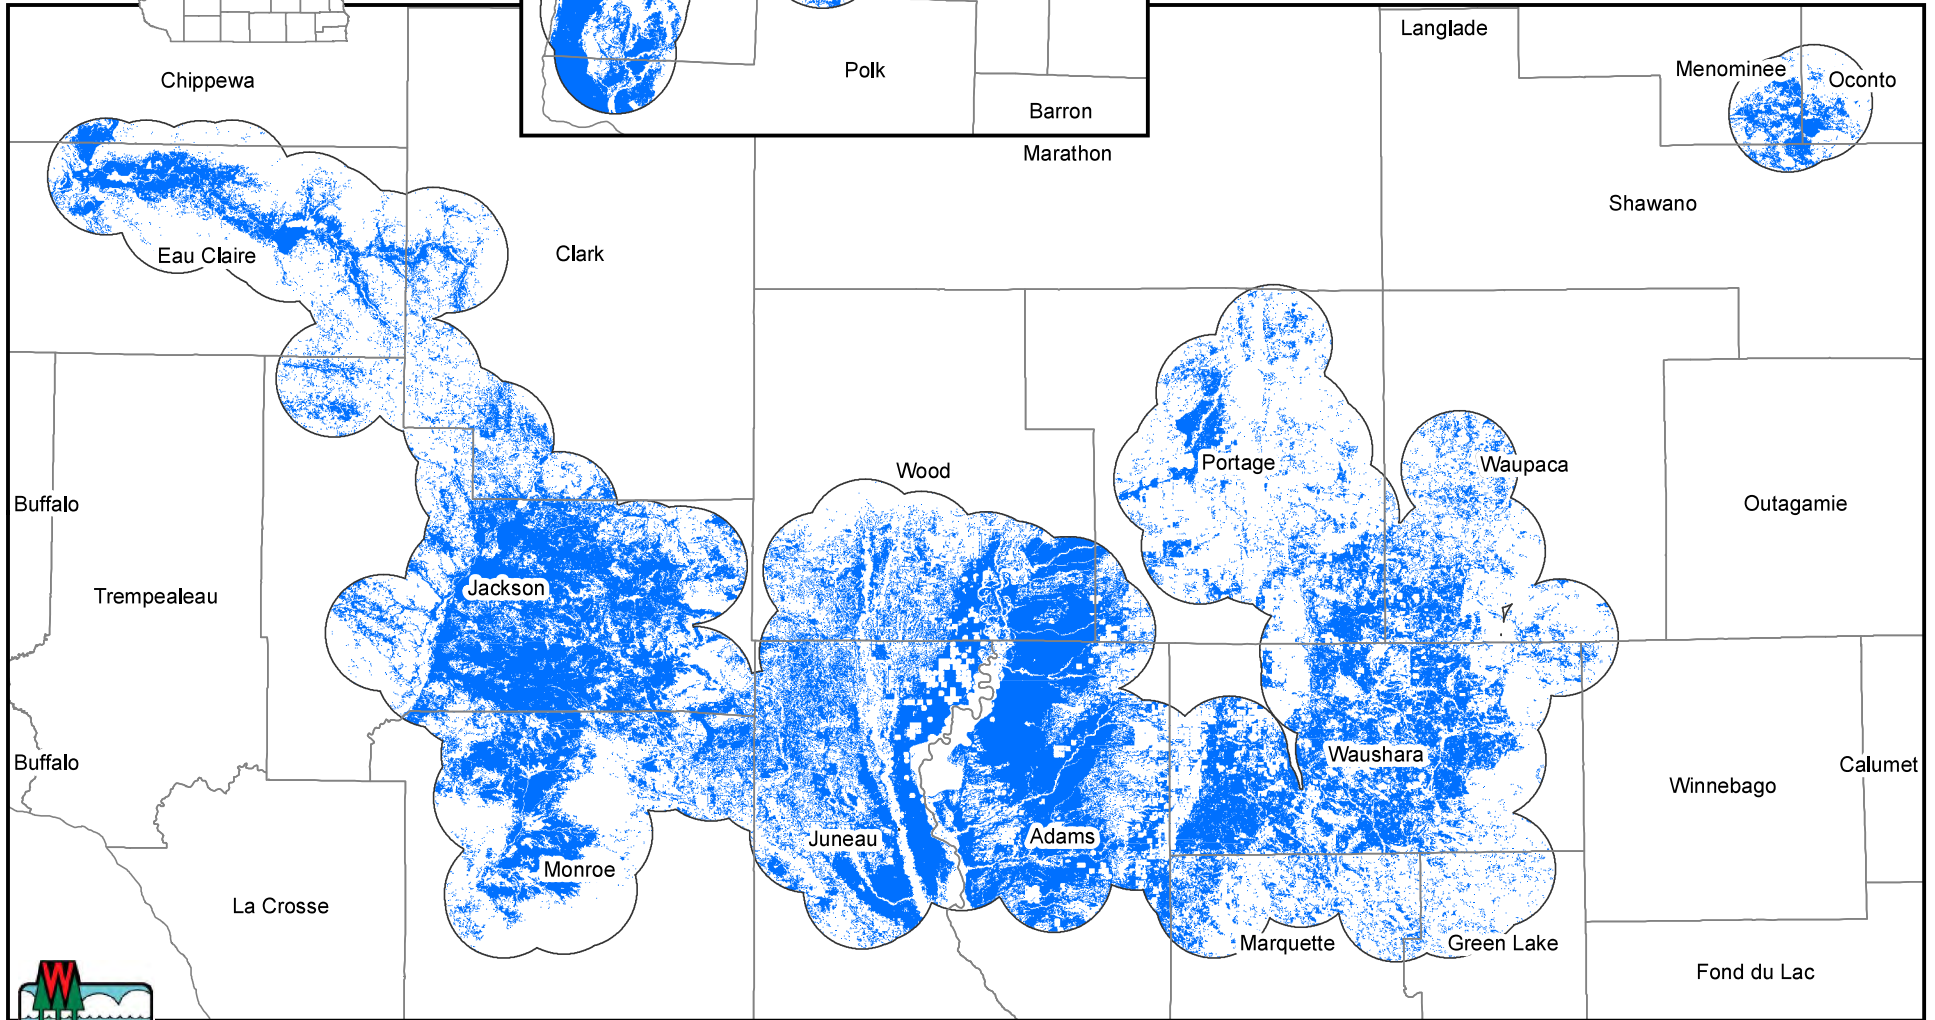 Langlade
Polk
Menominee
Oconto
Chippewa
Barron
Marathon
Shawano
Eau Claire
Clark
Portage
Waupaca
Wood
Buffalo
Outagamie
Jackson
Trempealeau
Waushara
Buffalo
Calumet
Winnebago
Juneau
Adams
Monroe
La Crosse
Marquette
Green Lake
Fond du Lac
W